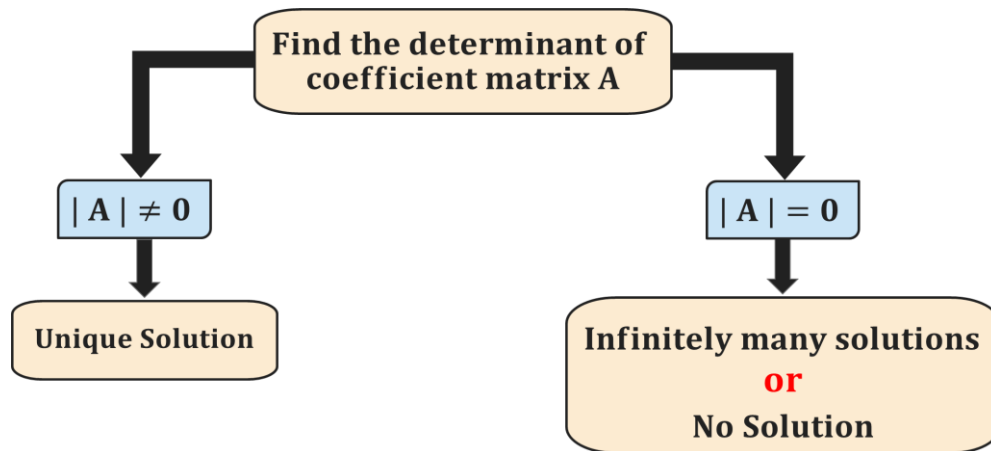 Find the determinant of
coefficient matrix A
| A | ≠ 0
| A | = 0
Unique Solution
Infinitely many solutions
or
No Solution